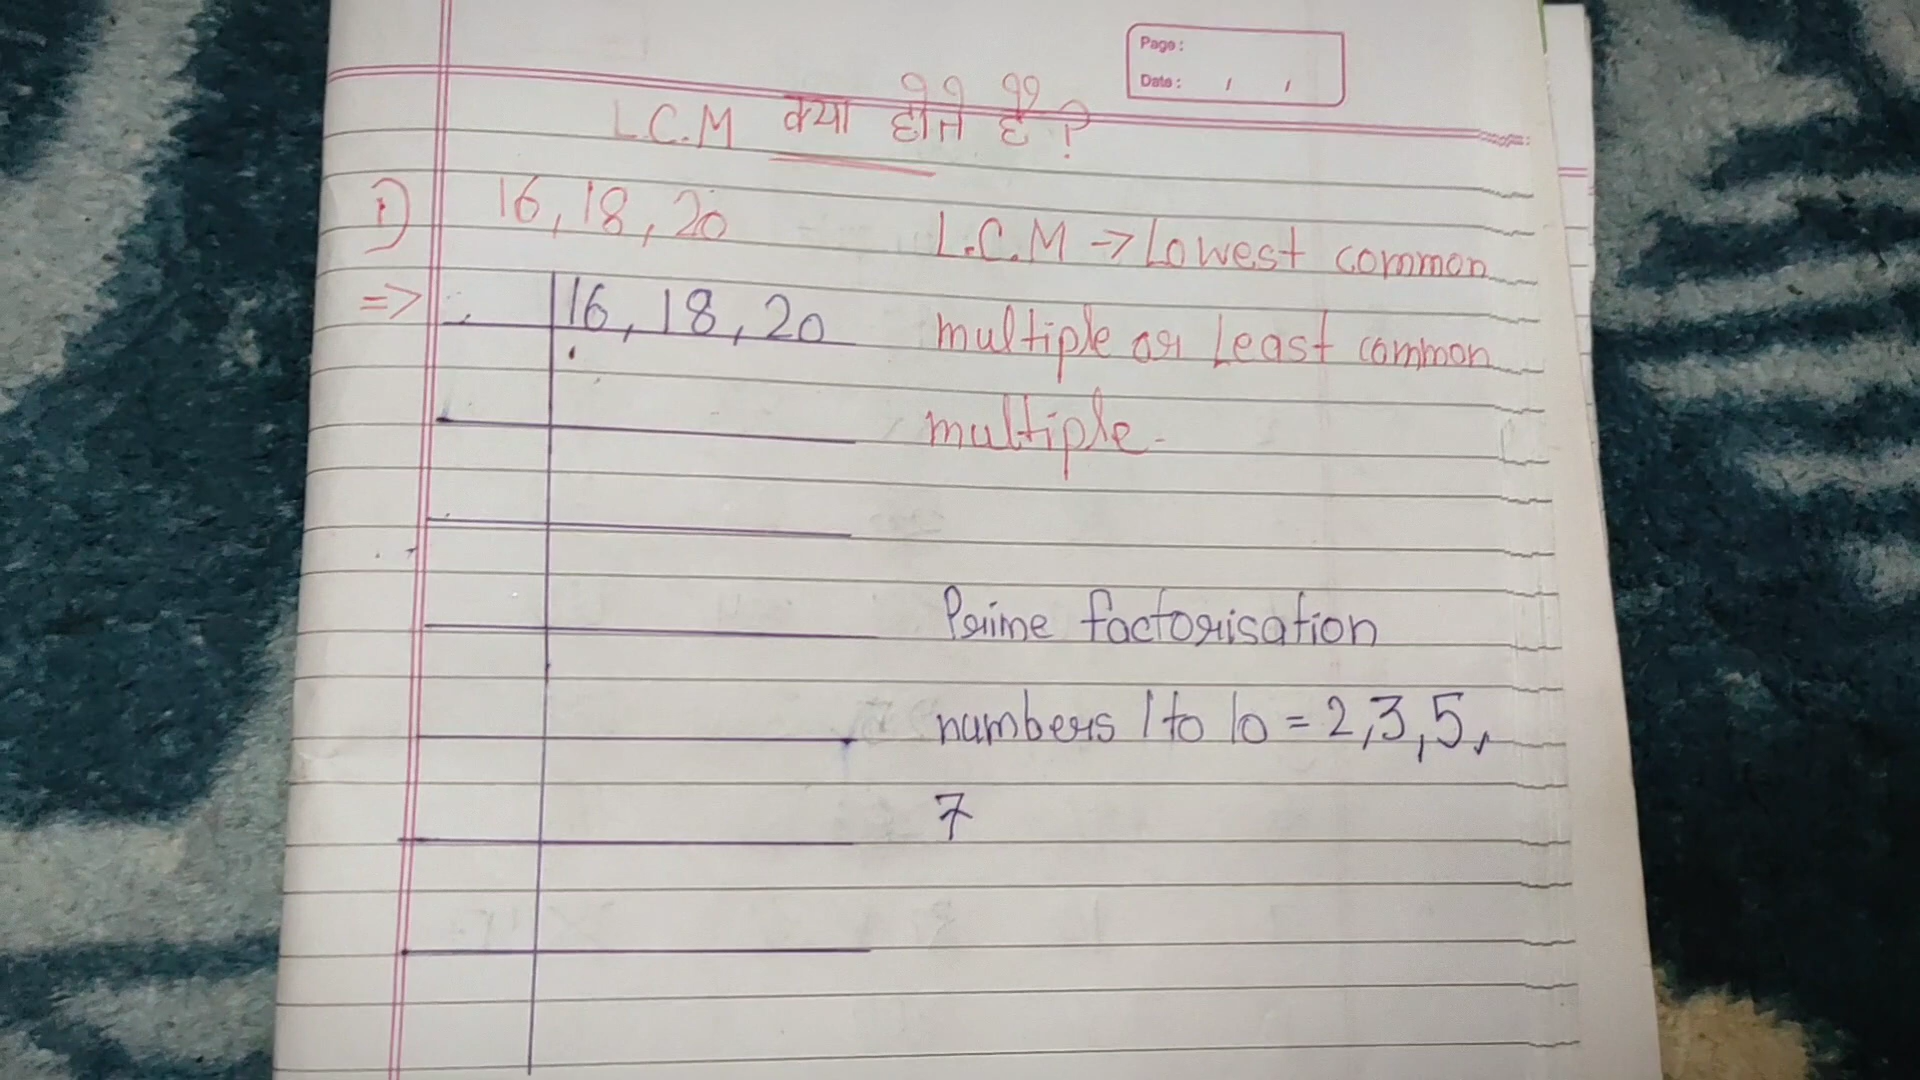 Page:
Date: / /
L.C.M क्या होते है ?
1) 16, 18, 20
L.C.M -> Lowest common
=> 16, 18, 20
multiple or Least common
multiple -
Prime factorisation
numbers 1 to 10 = 2,3,5,
7